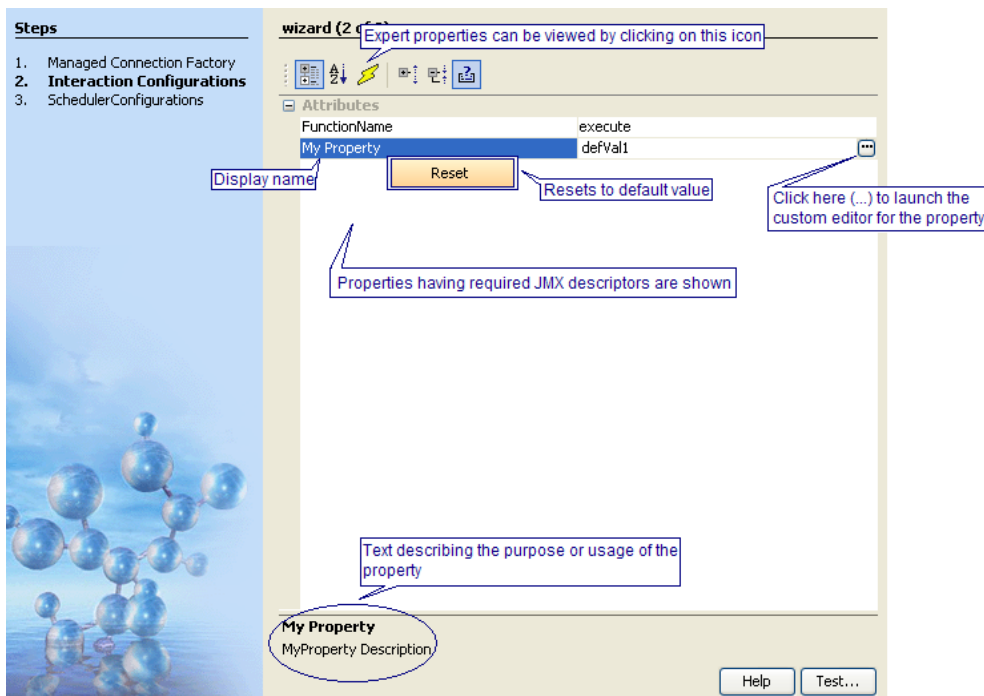 Steps
1. Managed Connection Factory
2. Interaction Configurations
3. SchedulerConfigurations
wizard (2 of
Expert properties can be viewed by clicking on this icon
Attributes
FunctionName execute
My Property defVal1
Reset
Display name
Resets to default value
Click here (...) to launch the
custom editor for the property
Properties having required JMX descriptors are shown
Text describing the purpose or usage of the
property
My Property
MyProperty Description
Help Test...